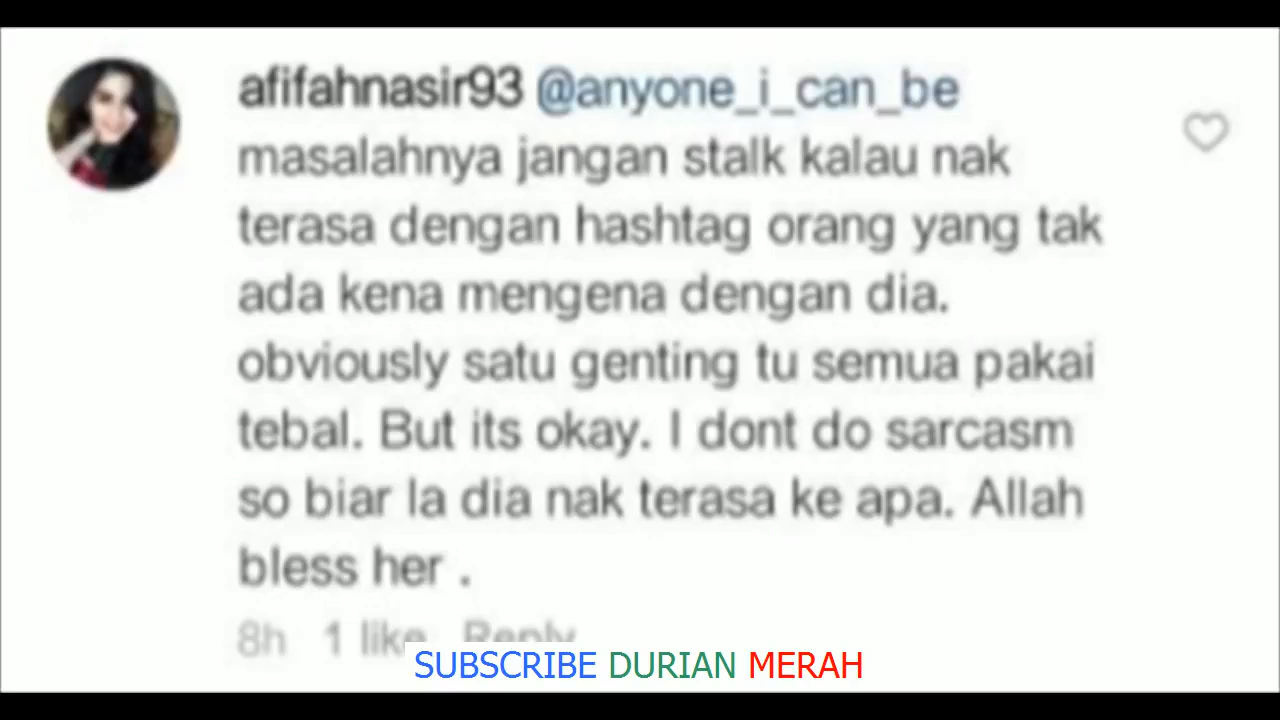 afifahnasir93 @anyone_i_can_be
masalahnya jangan stalk kalau nak
terasa dengan hashtag orang yang tak
ada kena mengena dengan dia.
obviously satu genting tu semua pakai
tebal. But its okay. I dont do sarcasm
so biar la dia nak terasa ke apa. Allah
bless her .
8h 1 like Reply
SUBSCRIBE DURIAN MERAH